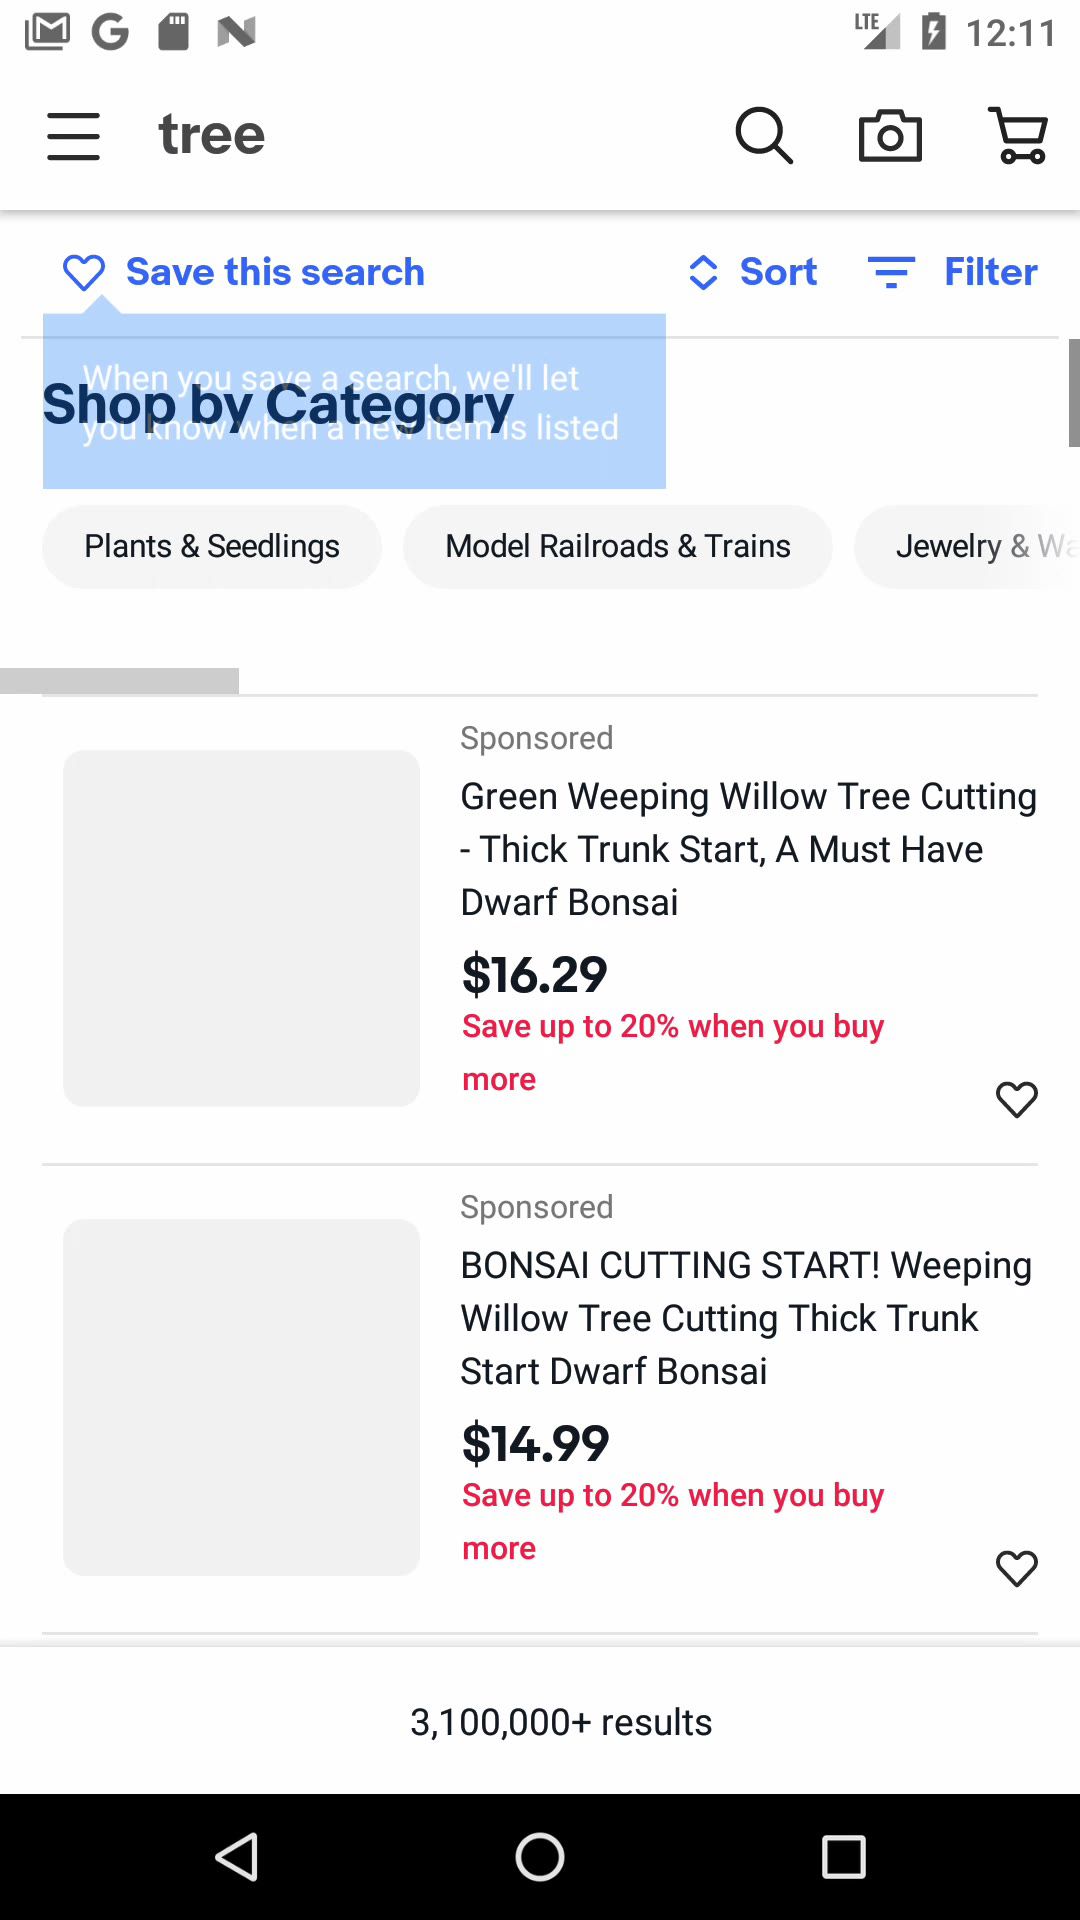 LTE 12:11
tree
Save this search Sort Filter
When you save a search, we'll let
you know when a new item is listed
Shop by Category
Plants & Seedlings Model Railroads & Trains Jewelry & Wa
Sponsored
Green Weeping Willow Tree Cutting
- Thick Trunk Start, A Must Have
Dwarf Bonsai
$16.29
Save up to 20% when you buy
more
Sponsored
BONSAI CUTTING START! Weeping
Willow Tree Cutting Thick Trunk
Start Dwarf Bonsai
$14.99
Save up to 20% when you buy
more
3,100,000+ results